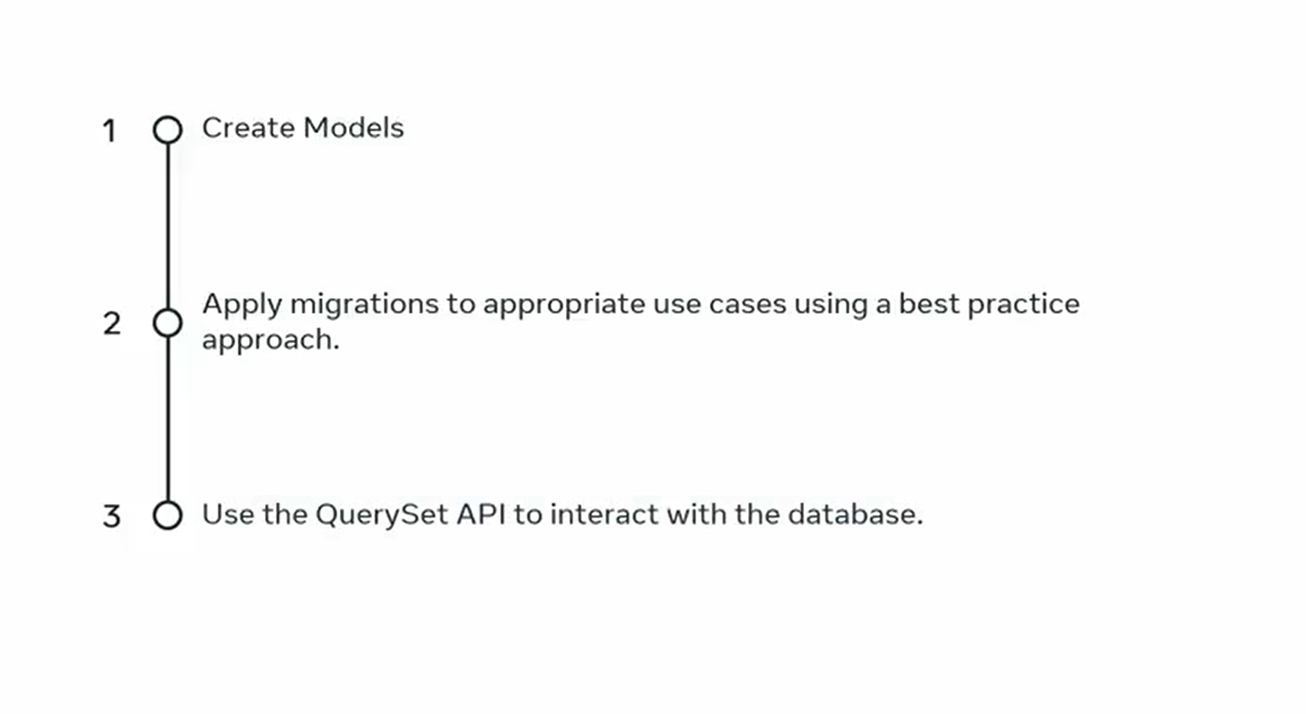 1 Create Models
2 Apply migrations to appropriate use cases using a best practice
approach.
3 Use the QuerySet API to interact with the database.